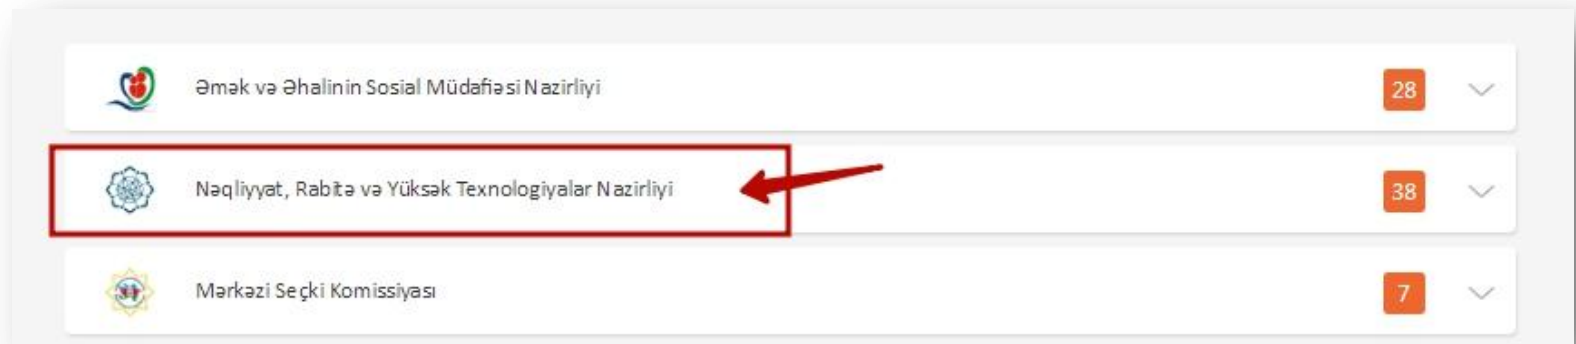 Əmək və Əhalinin Sosial Müdafiəsi Nazirliyi 28
Nəqliyyat, Rabitə və Yüksək Texnologiyalar Nazirliyi 38
Mərkəzi Seçki Komissiyası 7